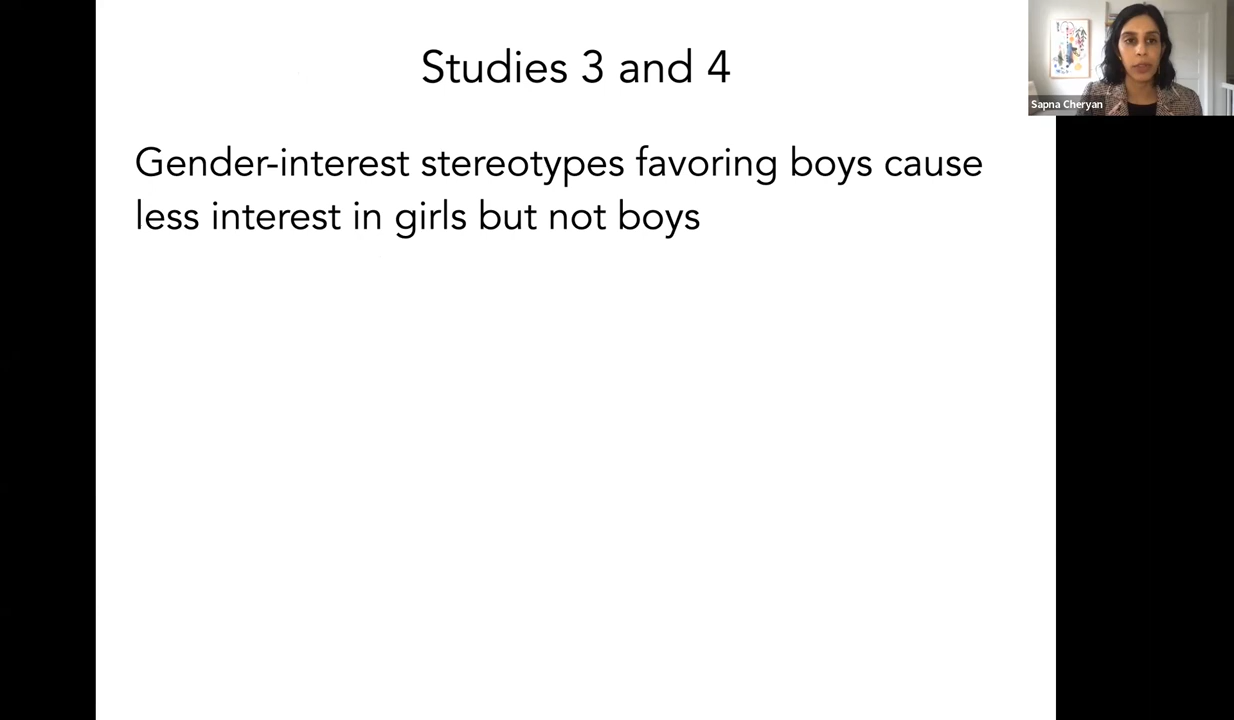 Studies 3 and 4
Sapna Cheryan
Gender-interest stereotypes favoring boys cause
less interest in girls but not boys